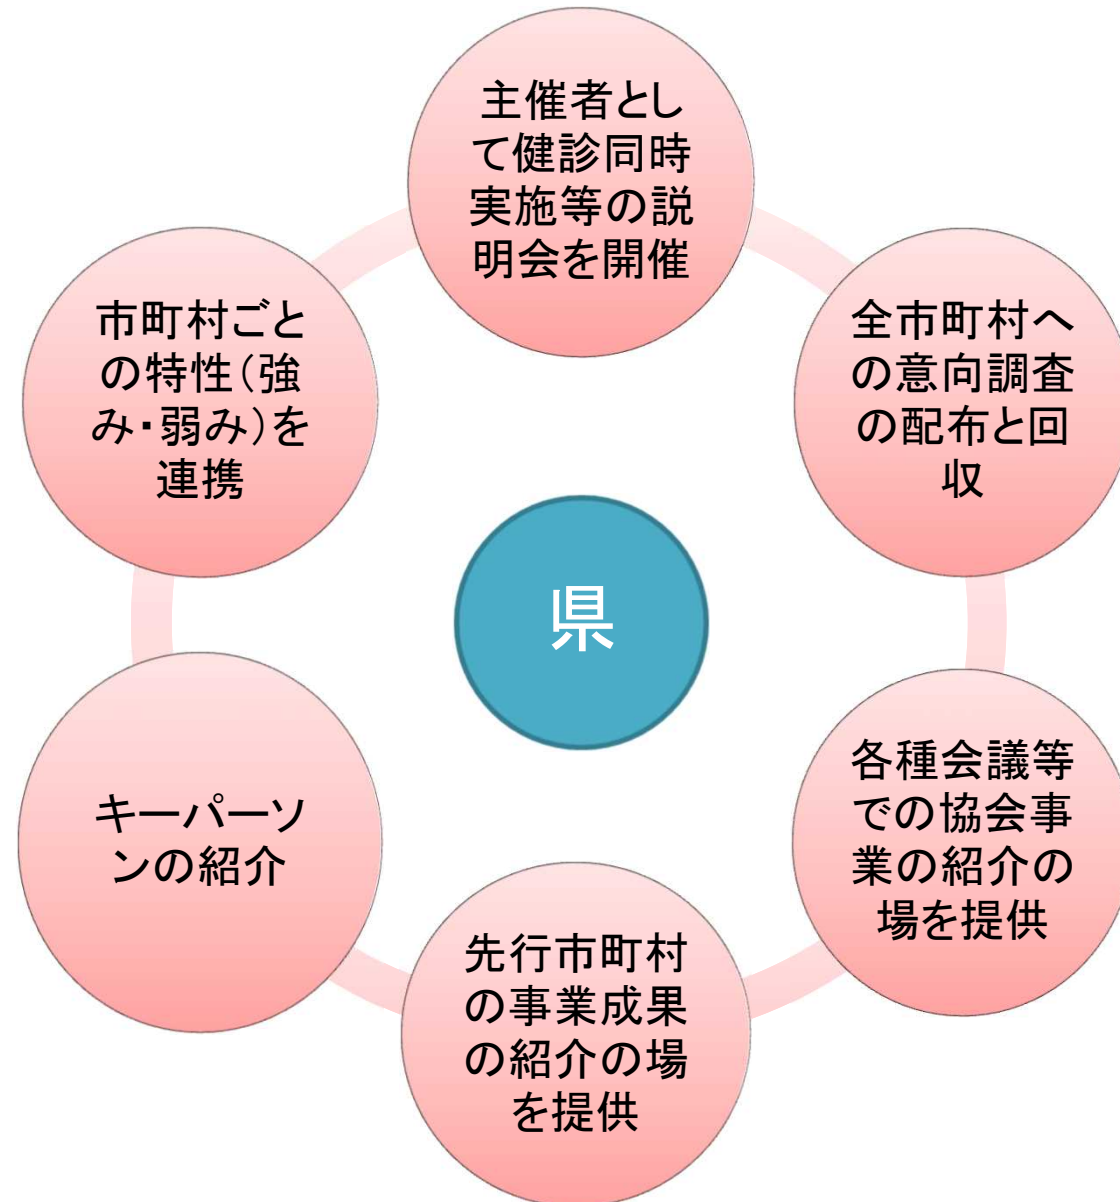 主催者とし
て健診同時
実施等の説
明会を開催
全市町村へ
の意向調査
の配布と回
収
各種会議等
での協会事
業の紹介の
場を提供
先行市町村
の事業成果
の紹介の場
を提供
キーパーソ
ンの紹介
市町村ごと
の特性(強
み・弱み)を
連携
県